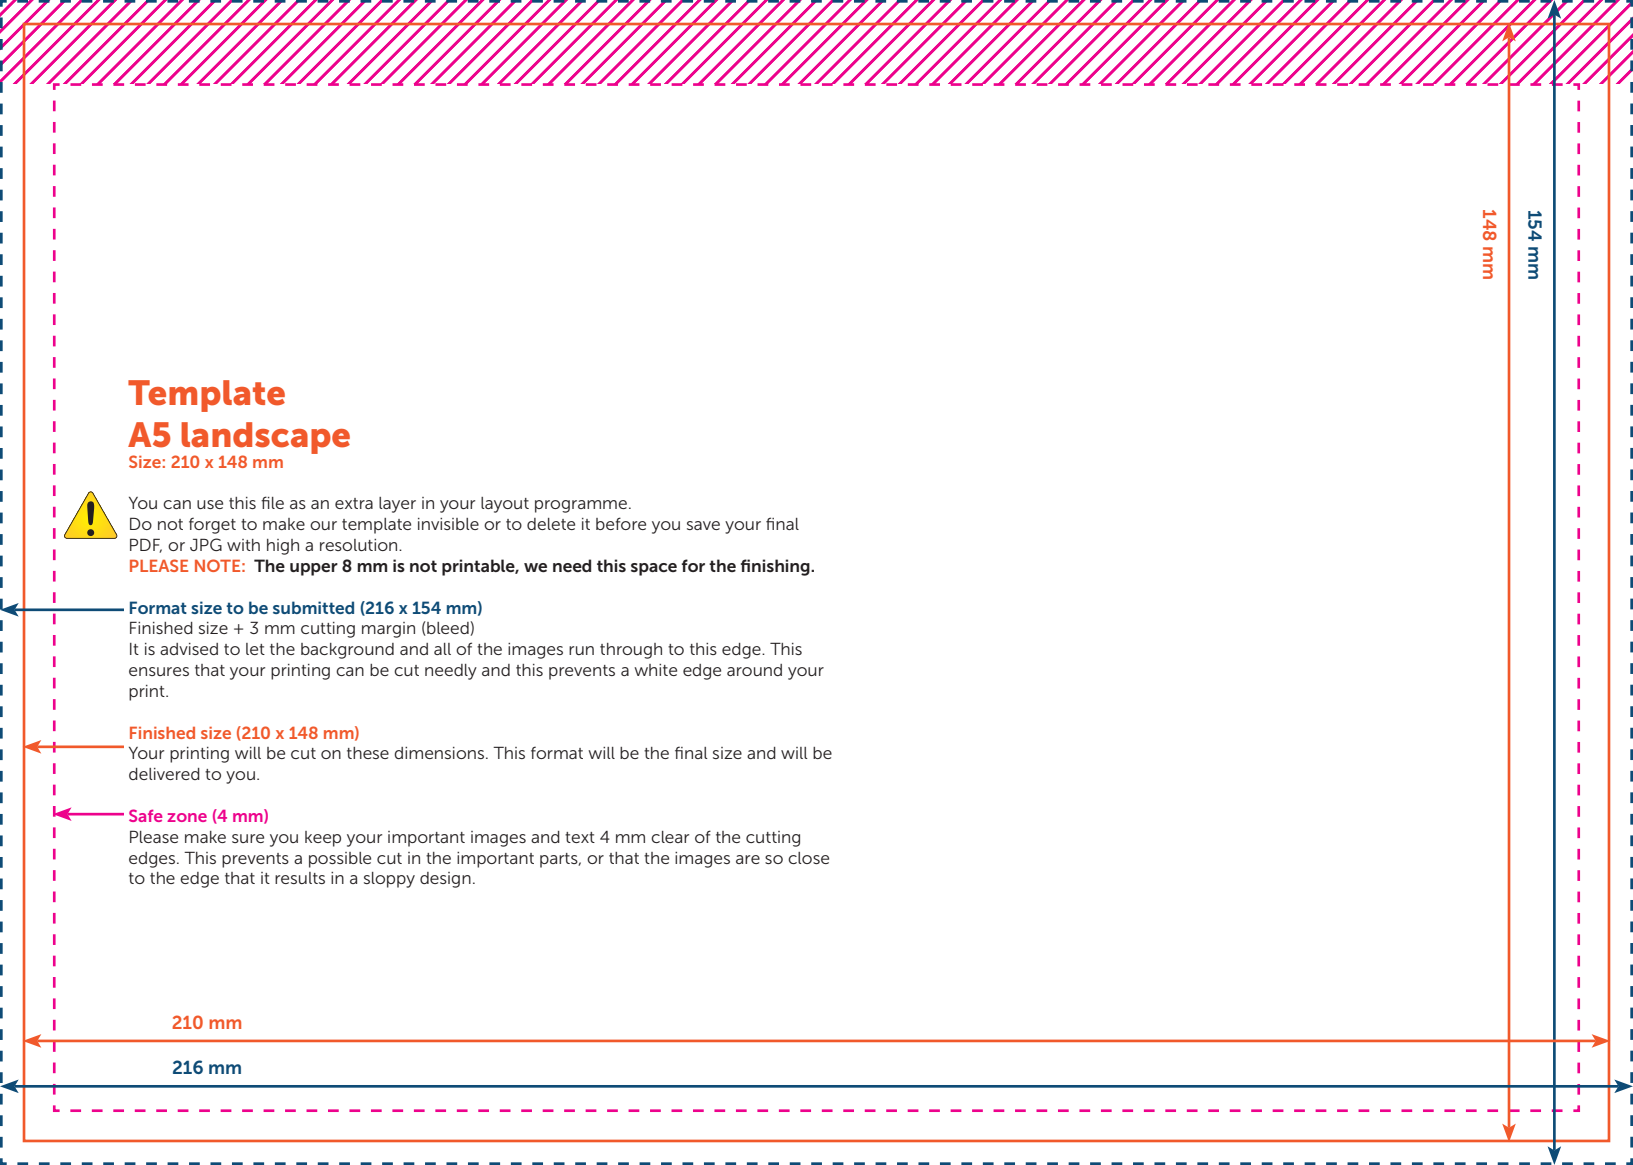 148 mm
154 mm
Template
A5 landscape
Size: 210 x 148 mm
You can use this file as an extra layer in your layout programme.
Do not forget to make our template invisible or to delete it before you save your final
PDF, or JPG with high a resolution.
PLEASE NOTE: The upper 8 mm is not printable, we need this space for the finishing.
Format size to be submitted (216 x 154 mm)
Finished size + 3 mm cutting margin (bleed)
It is advised to let the background and all of the images run through to this edge. This
ensures that your printing can be cut needly and this prevents a white edge around your
print.
Finished size (210 x 148 mm)
Your printing will be cut on these dimensions. This format will be the final size and will be
delivered to you.
Safe zone (4 mm)
Please make sure you keep your important images and text 4 mm clear of the cutting
edges. This prevents a possible cut in the important parts, or that the images are so close
to the edge that it results in a sloppy design.
210 mm
216 mm